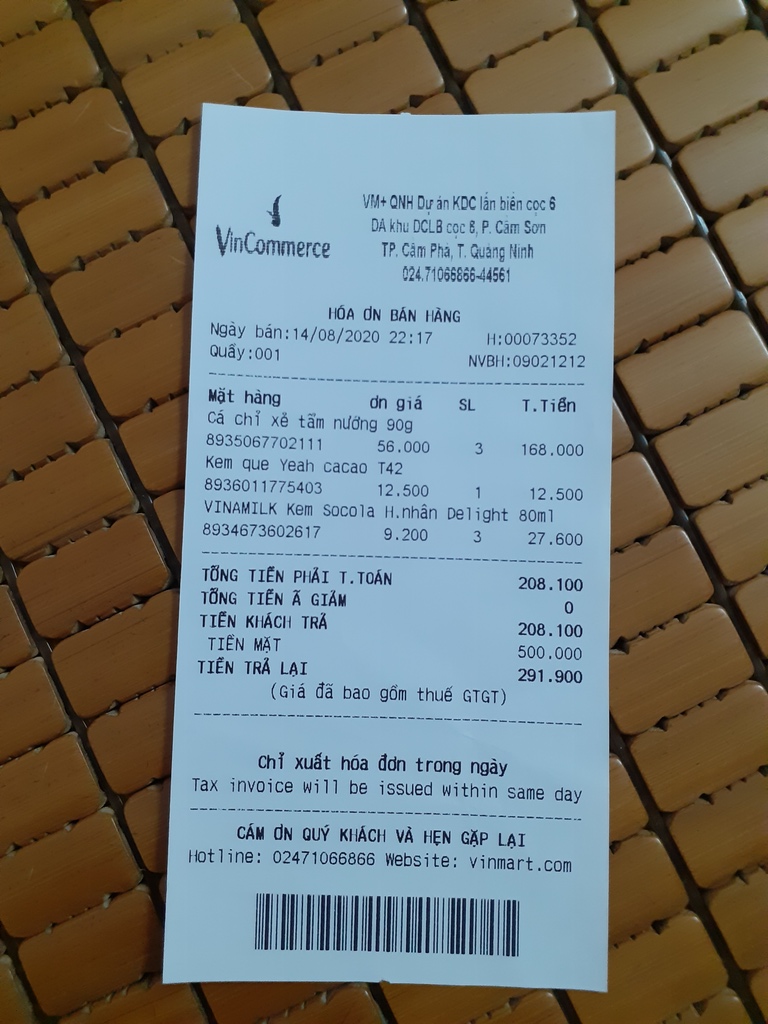 VinCommerce
VM+ QNH Dự án KDC lấn biển cọc 6
DA khu DCLB cọc 6, P. Cẩm Sơn
TP. Cẩm Phả, T. Quảng Ninh
024.71066866-44561
HÓA ƠN BÁN HÀNG
Ngày bán:14/08/2020 22:17 H:00073352
Quầy:001 NVBH:09021212
Mặt hàng ơn giá SL T.Tiền
Cá chỉ xẻ tẩm nướng 90g
8935067702111 56.000 3 168.000
Kem que Yeah cacao T42
8936011775403 12.500 1 12.500
VINAMILK Kem Socola H.nhân Delight 80ml
8934673602617 9.200 3 27.600
TỔNG TIỀN PHẢI T.TOÁN 208.100
TỔNG TIỀN Ã GIẢM 0
TIỀN KHÁCH TRẢ 208.100
TIỀN MẶT 500.000
TIỀN TRẢ LẠI 291.900
(Giá đã bao gồm thuế GTGT)
Chỉ xuất hóa đơn trong ngày
Tax invoice will be issued within same day
CẢM ƠN QUÝ KHÁCH VÀ HẸN GẶP LẠI
Hotline: 02471066866 Website: vinmart.com